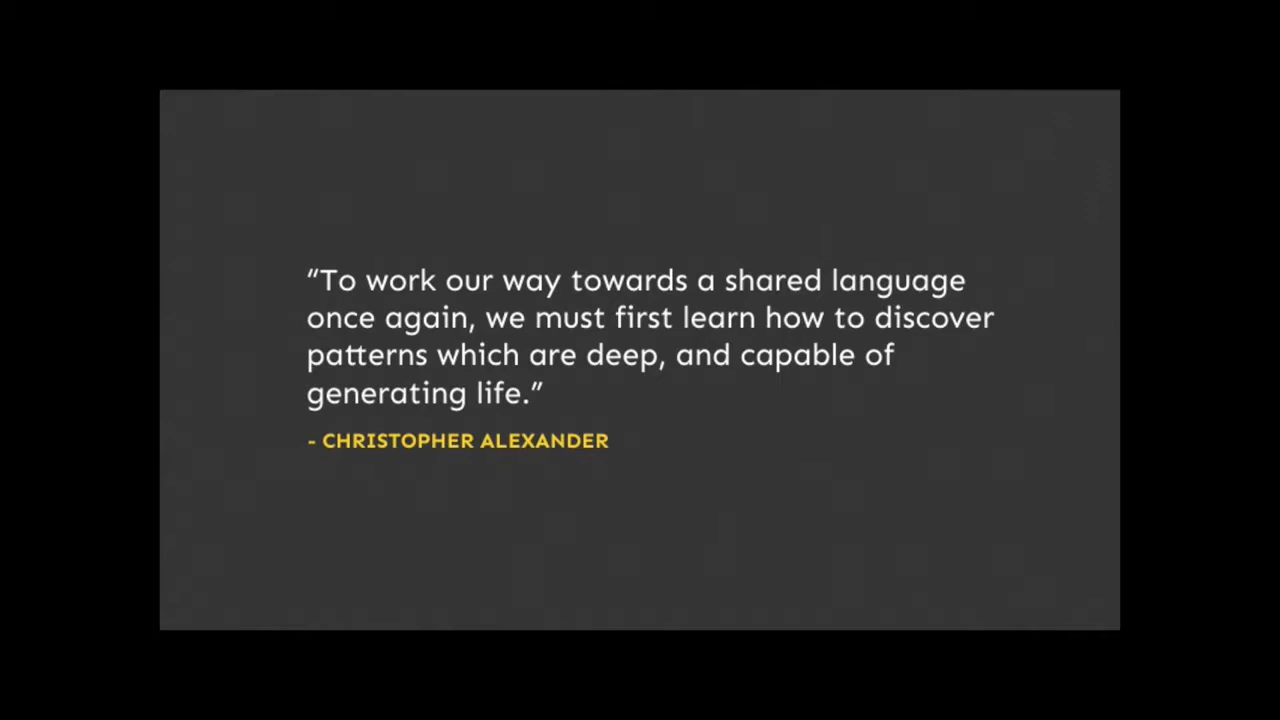 “To work our way towards a shared language
once again, we must first learn how to discover
patterns which are deep, and capable of
generating life.”
- CHRISTOPHER ALEXANDER